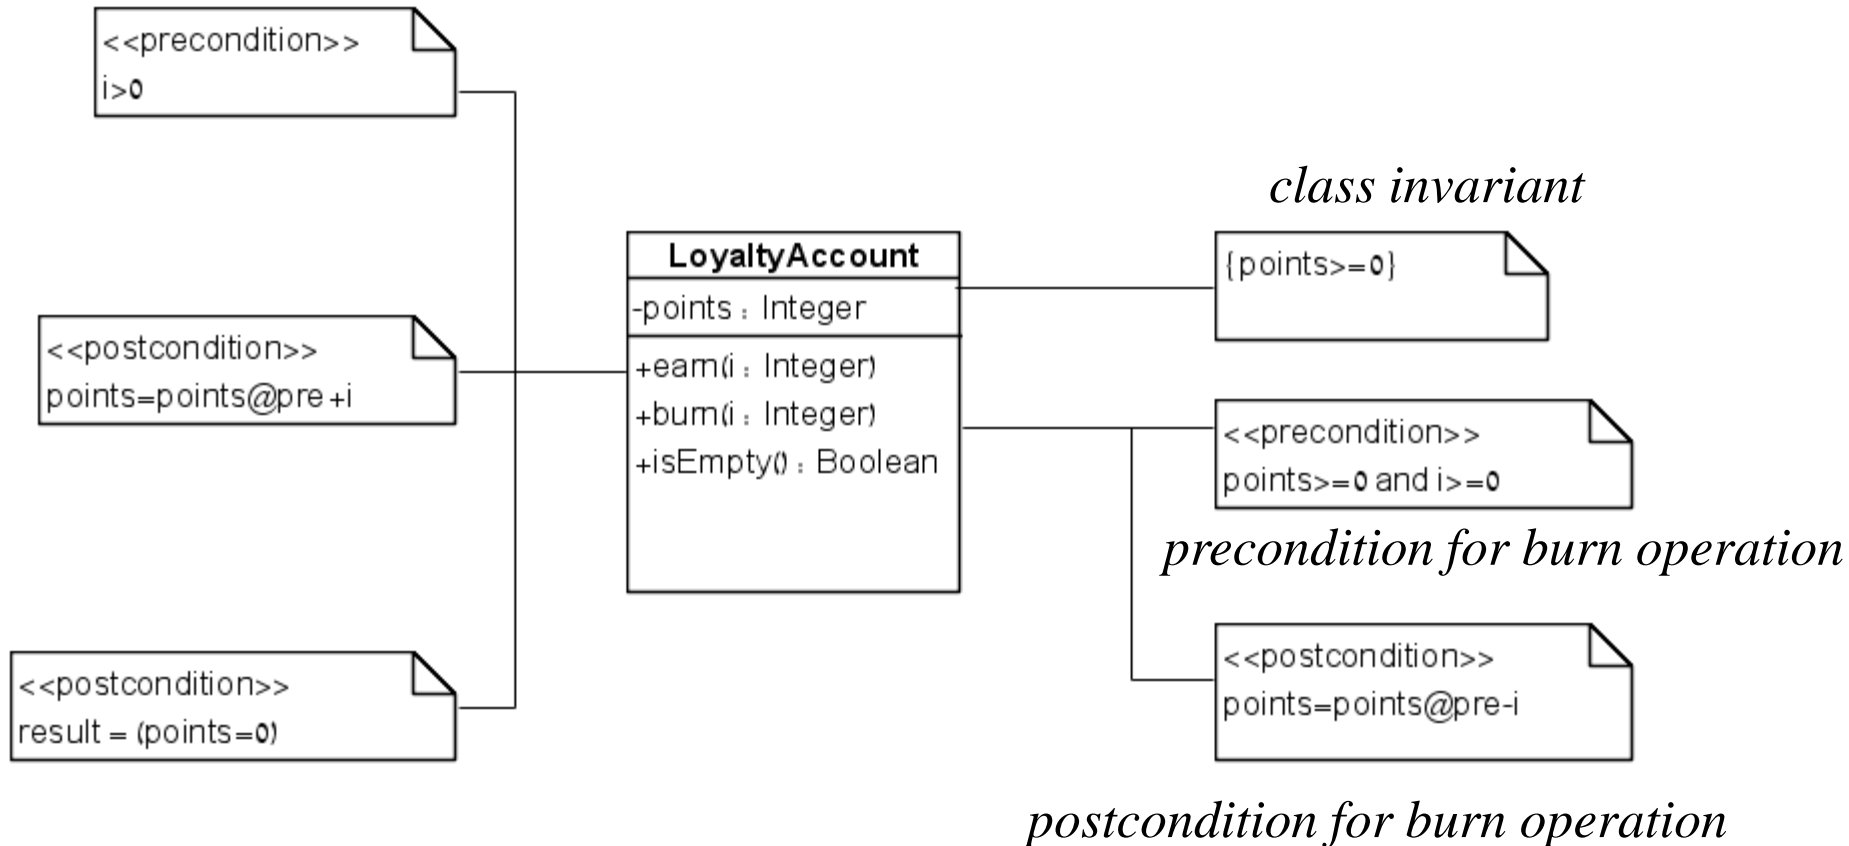 <<precondition>>
i>0
<<postcondition>>
points=points@pre+i
<<postcondition>>
result = (points=0)
LoyaltyAccount
-points : Integer
+earn(i : Integer)
+burn(i : Integer)
+isEmpty() : Boolean
class invariant
{points>=0}
<<precondition>>
points>=0 and i>=0
precondition for burn operation
<<postcondition>>
points=points@pre-i
postcondition for burn operation